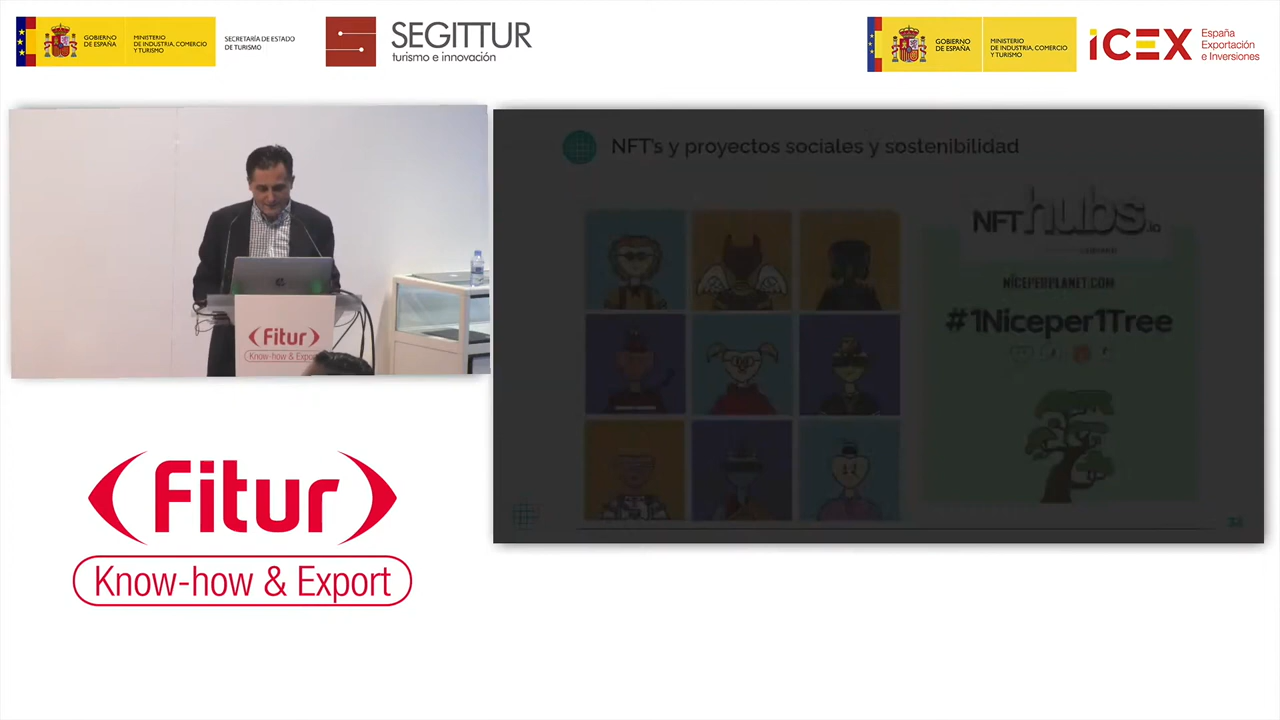 GOBIERNO
DE ESPAÑA
MINISTERIO
DE INDUSTRIA, COMERCIO
Y TURISMO
SECRETARÍA DE ESTADO
DE TURISMO
SEGITTUR
turismo e innovación
GOBIERNO
DE ESPAÑA
MINISTERIO
DE INDUSTRIA, COMERCIO
Y TURISMO
iCEX
España
Exportación
e Inversiones
NFT's y proyectos sociales y sostenibilidad
NFThubs.io
NICEPERPLANET.COM
#1Niceper1Tree
34
Fitur
Know-how & Export
Fitur
Know-how & Export